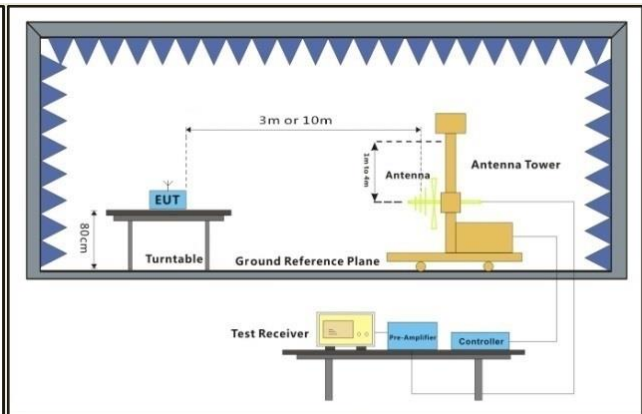 3m or 10m
1m to 4m
Antenna
Antenna Tower
EUT
80cm
Turntable
Ground Reference Plane
Test Receiver
Pre-Amplifier
Controller